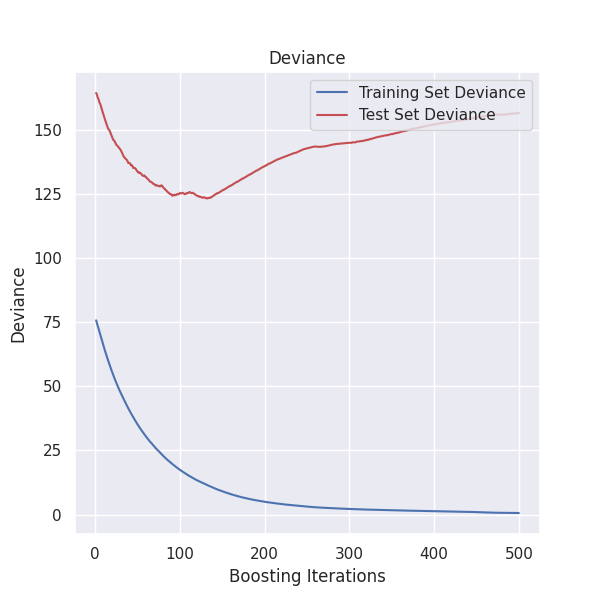 Deviance
Training Set Deviance
Test Set Deviance
150
125
100
75
50
25
0
Deviance
0 100 200 300 400 500
Boosting Iterations